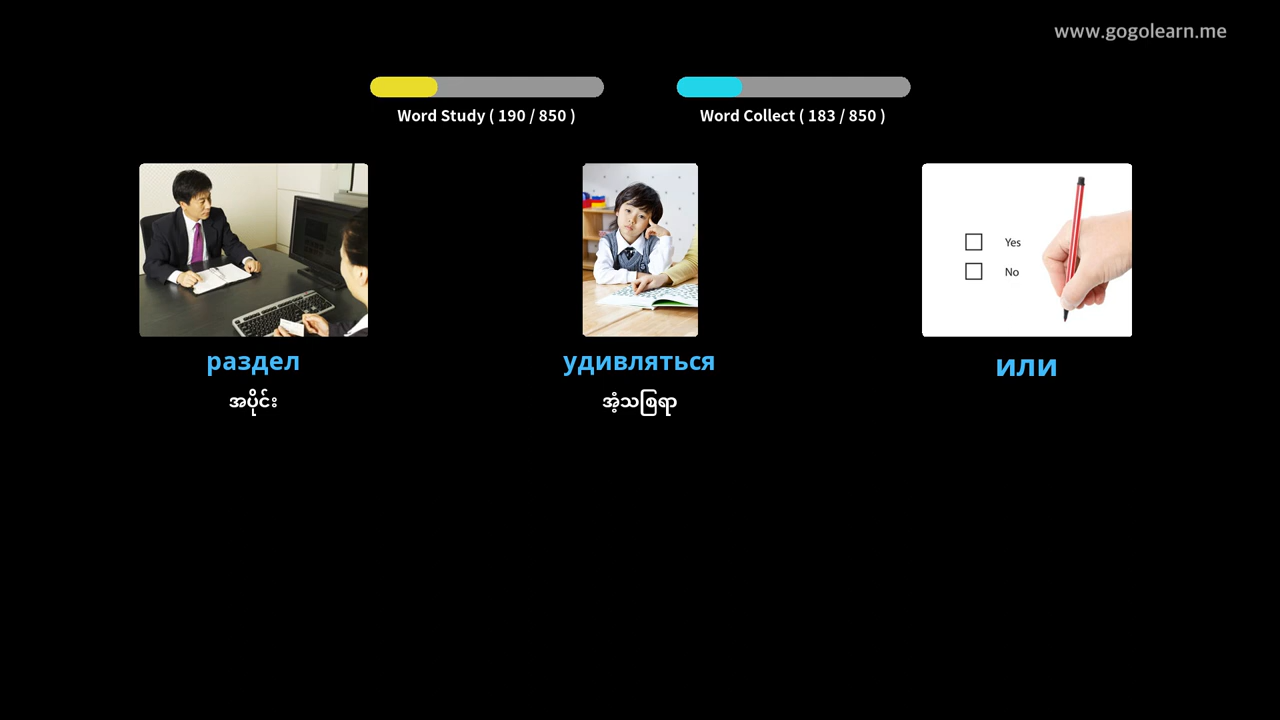 www.gogolearn.me
Word Study ( 190 / 850 )
Word Collect ( 183 / 850 )
Yes
No
раздел
удивляться
или
အပိုင်း
အံ့သစြရာ